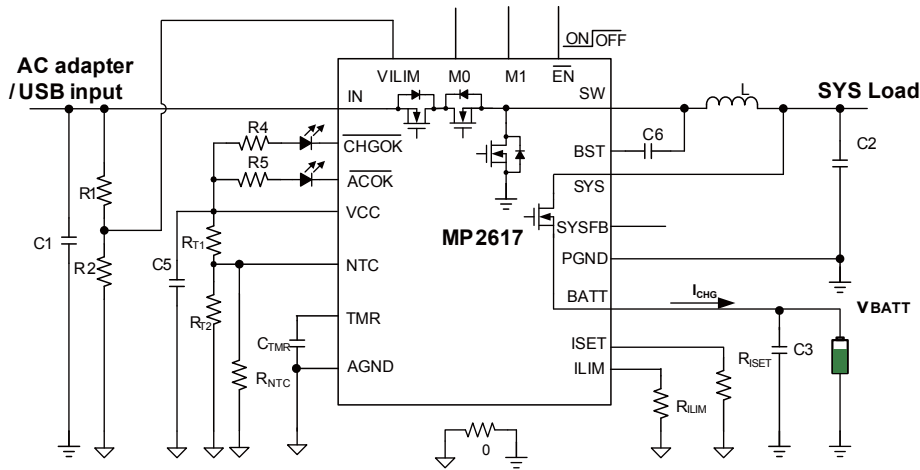 ON OFF
AC adapter
/USB input
VILIM M0 M1 EN
IN
SW
L
SYS Load
R4
CHGOK
C6
C2
R5
BST
ACOK
R1
SYS
VCC
MP2617
SYSFB
C1
RT1
R2
C5
NTC
PGND
BATT
ICHG
VBATT
RT2
TMR
CTMR
ISET
C3
RISET
AGND
ILIM
RNTC
RILIM
0